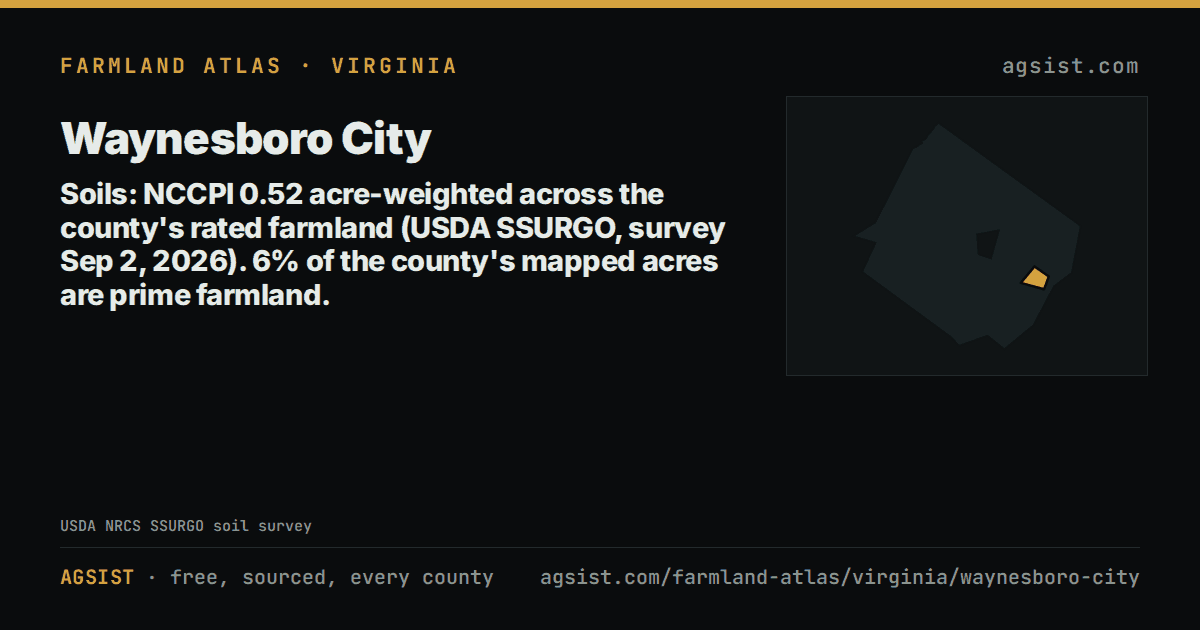 FARMLAND ATLAS · VIRGINIA
agsist.com
Waynesboro City
Soils: NCCPI 0.52 acre-weighted across the
county's rated farmland (USDA SSURGO, survey
Sep 2, 2026). 6% of the county's mapped acres
are prime farmland.
USDA NRCS SSURGO soil survey
AGSIST · free, sourced, every county
agsist.com/farmland-atlas/virginia/waynesboro-city